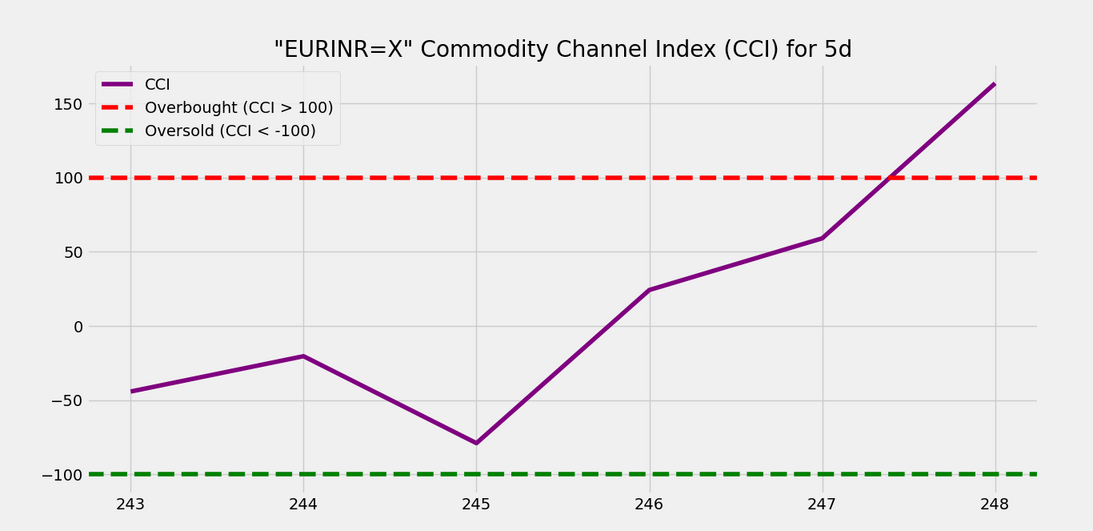 "EURINR=X" Commodity Channel Index (CCI) for 5d
CCI
Overbought (CCI > 100)
Oversold (CCI < -100)
150
100
50
0
−50
−100
243 244 245 246 247 248